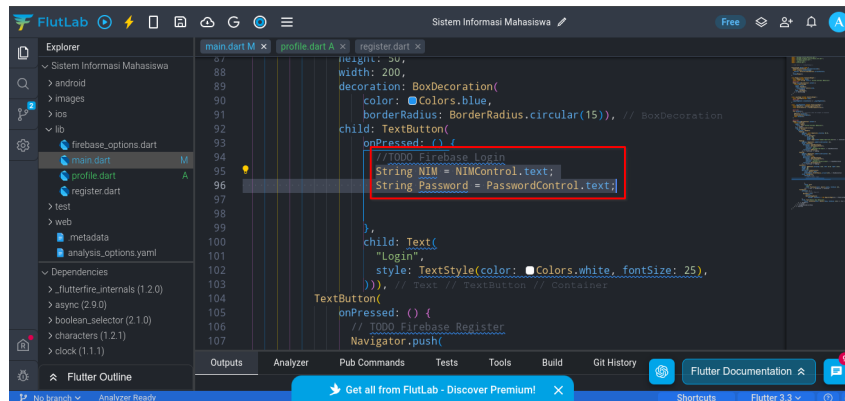 FlutLab
Sistem Informasi Mahasiswa
Free
A
Explorer
Sistem Informasi Mahasiswa
android
images
ios
lib
firebase_options.dart
main.dart M
profile.dart A
register.dart
test
web
.metadata
analysis_options.yaml
Dependencies
_flutterfire_internals (1.2.0)
async (2.9.0)
boolean_selector (2.1.0)
characters (1.2.1)
clock (1.1.1)
Flutter Outline
2
main.dart M × profile.dart A × register.dart ×
87 height: 50,
88 width: 200,
89 decoration: BoxDecoration(
90 color: Colors.blue,
91 borderRadius: BorderRadius.circular(15)), // BoxDecoration
92 child: TextButton(
93 onPressed: () {
94 //TODO Firebase Login
95 String NIM = NIMControl.text;
96 String Password = PasswordControl.text;
97
98
99 },
100 child: Text(
101 "Login",
102 style: TextStyle(color: Colors.white, fontSize: 25),
103 ))), // Text // TextButton // Container
104 TextButton(
105 onPressed: () {
106 // TODO Firebase Register
107 Navigator.push(
Outputs Analyzer Pub Commands Tests Tools Build Git History
Flutter Documentation
Get all from FlutLab - Discover Premium! ×
No branch Analyzer Ready
Shortcuts Flutter 3.3